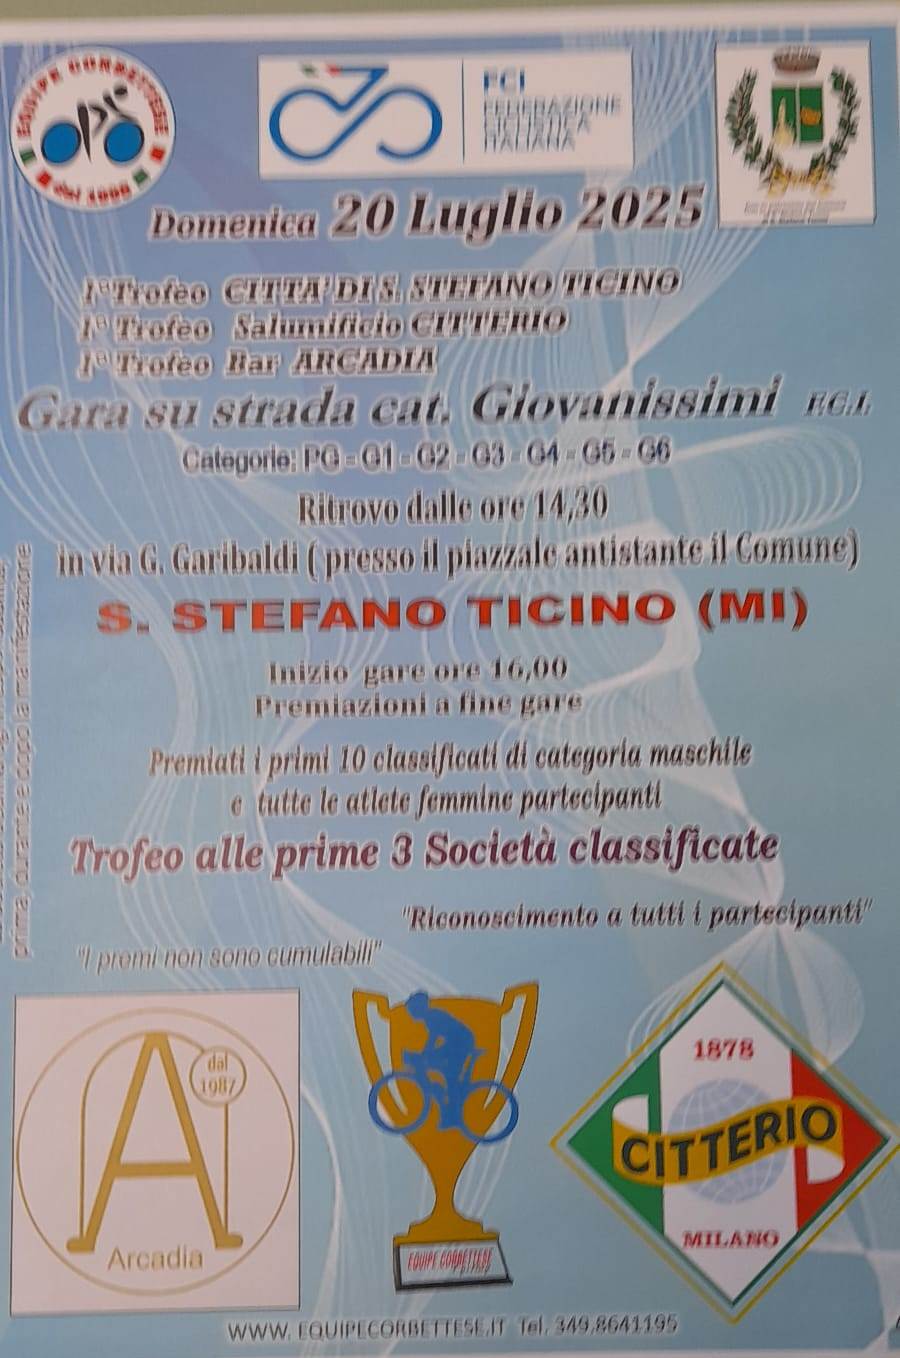 EQUIPE CORBETTESE
dal 1998
FCI
FEDERAZIONE
CICLISTICA
ITALIANA
Domenica 20 Luglio 2025
1° Trofeo CITTA' DI S. STEFANO TICINO
1° Trofeo Salumificio CITTERIO
1° Trofeo Bar ARCADIA
Gara su strada cat. Giovanissimi F.C.I.
Categorie: PG - G1 - G2 - G3 - G4 - G5 - G6
Ritrovo dalle ore 14,30
in via G. Garibaldi ( presso il piazzale antistante il Comune)
S. STEFANO TICINO (MI)
Inizio gare ore 16,00
Premiazioni a fine gare
Premiati i primi 10 classificati di categoria maschile
e tutte le atlete femmine partecipanti
Trofeo alle prime 3 Società classificate
"Riconoscimento a tutti i partecipanti"
"I premi non sono cumulabili"
prima, durante e dopo la manifestazione
dal
1987
Arcadia
EQUIPE CORBETTESE
1878
CITTERIO
MILANO
WWW. EQUIPECORBETTESE.IT Tel. 349.8641195